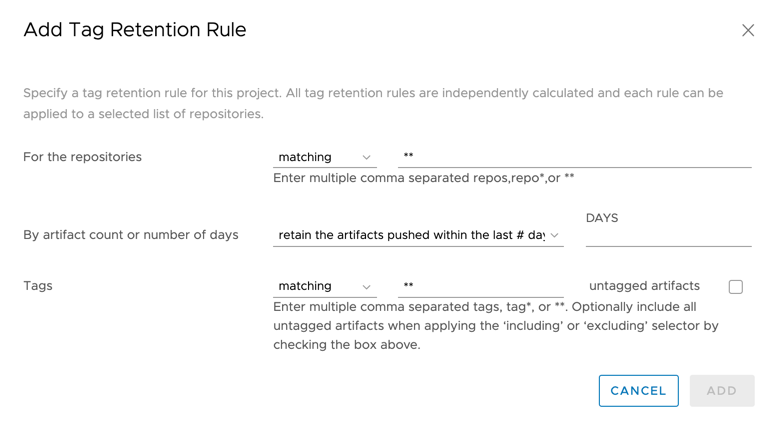 Add Tag Retention Rule
Specify a tag retention rule for this project. All tag retention rules are independently calculated and each rule can be
applied to a selected list of repositories.
For the repositories
matching
**
Enter multiple comma separated repos,repo*,or **
DAYS
By artifact count or number of days
retain the artifacts pushed within the last # day
Tags
matching
**
untagged artifacts
Enter multiple comma separated tags, tag*, or **. Optionally include all
untagged artifacts when applying the ‘including’ or ‘excluding’ selector by
checking the box above.
CANCEL
ADD